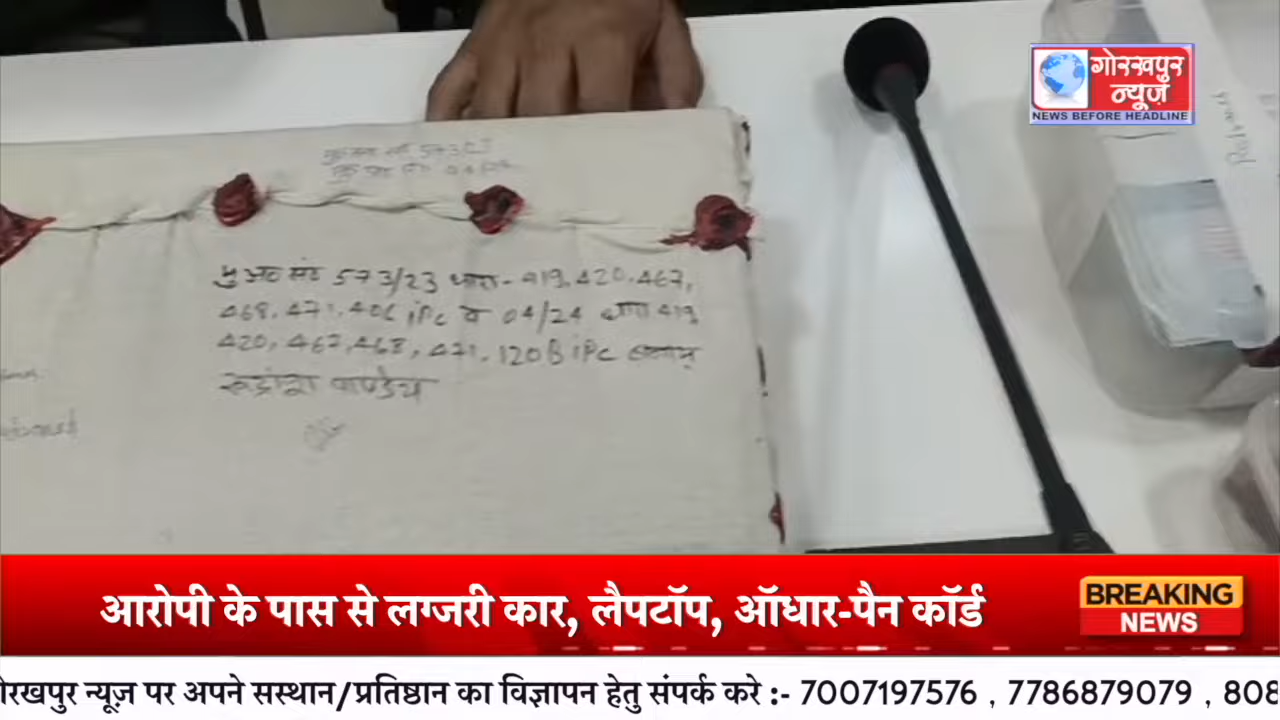 गोरखपुर
न्यूज़
NEWS BEFORE HEADLINE
मु अ0 सं0 573/23 धारा - 419, 420, 467,
468, 471, 406 iPc व 04/24 धारा 419
420, 467, 468, 471, 120B iPc बनाम
पाण्डेय
आरोपी के पास से लग्जरी कार, लैपटॉप, ऑधार-पैन कॉर्ड
BREAKING
NEWS
गोरखपुर न्यूज़ पर अपने सस्थान/प्रतिष्ठान का विज्ञापन हेतु संपर्क करे :- 7007197576 , 7786879079 , 808